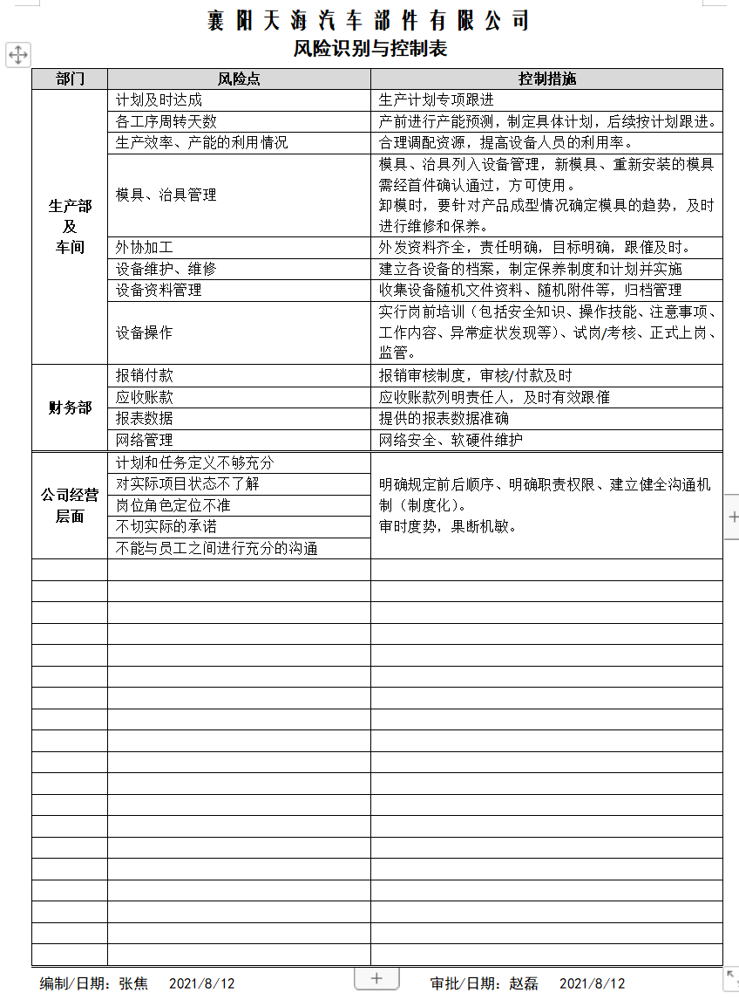 襄阳天海汽车部件有限公司
风险识别与控制表
部门 风险点 控制措施
生产部
及
车间
计划及时达成 生产计划专项跟进
各工序周转天数 产前进行产能预测，制定具体计划，后续按计划跟进。
生产效率、产能的利用情况 合理调配资源，提高设备人员的利用率。
模具、治具管理
模具、治具列入设备管理，新模具、重新安装的模具
需经首件确认通过，方可使用。
卸模时，要针对产品成型情况确定模具的趋势，及时
进行维修和保养。
外协加工 外发资料齐全，责任明确，目标明确，跟催及时。
设备维护、维修 建立各设备的档案，制定保养制度和计划并实施
设备资料管理 收集设备随机文件资料、随机附件等，归档管理
设备操作
实行岗前培训（包括安全知识、操作技能、注意事项、
工作内容、异常症状发现等）、试岗/考核、正式上岗、
监管。
财务部
报销付款 报销审核制度，审核/付款及时
应收账款 应收账款列明责任人，及时有效跟催
报表数据 提供的报表数据准确
网络管理 网络安全、软硬件维护
公司经营
层面
计划和任务定义不够充分
对实际项目状态不了解
岗位角色定位不准
不切实际的承诺
不能与员工之间进行充分的沟通
明确规定前后顺序、明确职责权限、建立健全沟通机
制（制度化）。
审时度势，果断机敏。
编制/日期：张焦 2021/8/12 审批/日期：赵磊 2021/8/12